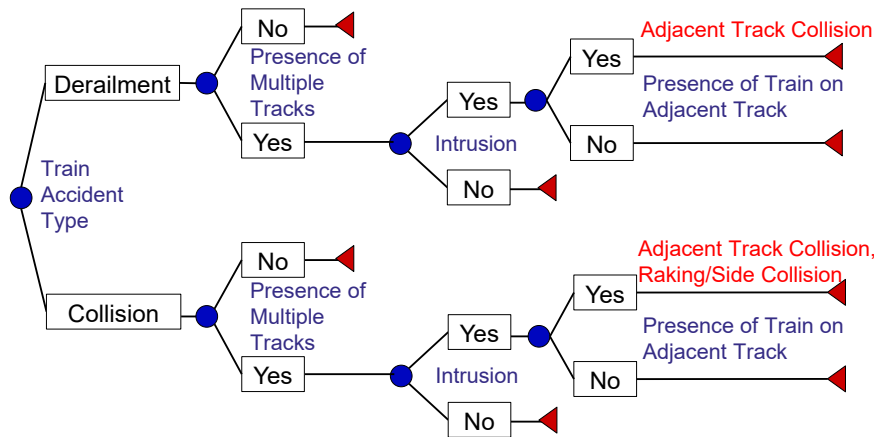 No
Adjacent Track Collision
Presence of
Multiple
Tracks
Yes
Derailment
Presence of Train on
Adjacent Track
Yes
Yes
Intrusion
No
No
Train
Accident
Type
No
Adjacent Track Collision,
Raking/Side Collision
Presence of
Multiple
Tracks
Yes
Collision
Presence of Train on
Adjacent Track
Yes
Yes
Intrusion
No
No